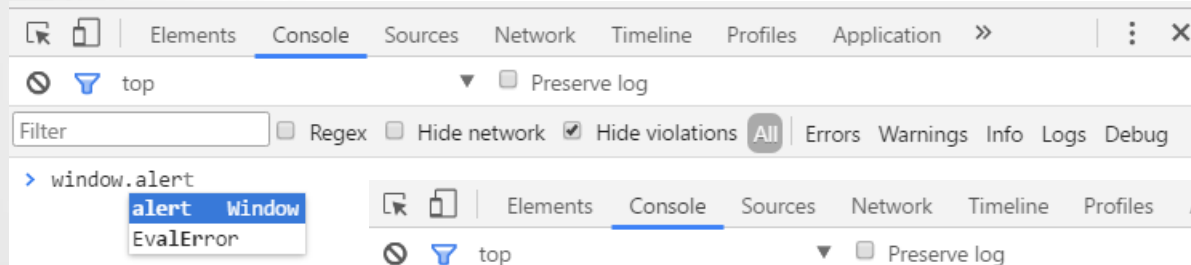 Elements Console Sources Network Timeline Profiles Application »
top ▼ Preserve log
Filter Regex Hide network Hide violations All Errors Warnings Info Logs Debug
> window.alert
alert Window
EvalError
Elements Console Sources Network Timeline Profiles
top ▼ Preserve log